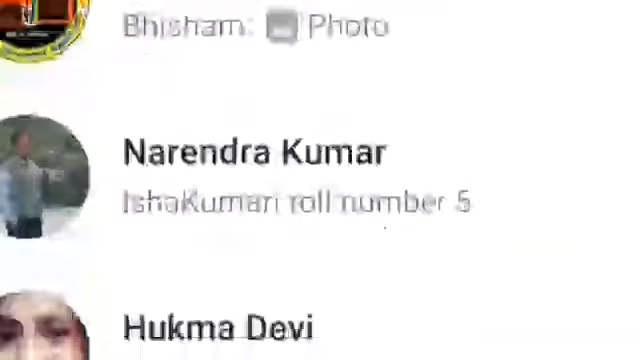 Bhisham: Photo
Narendra Kumar
IshaKumari roll number 5
Hukma Devi